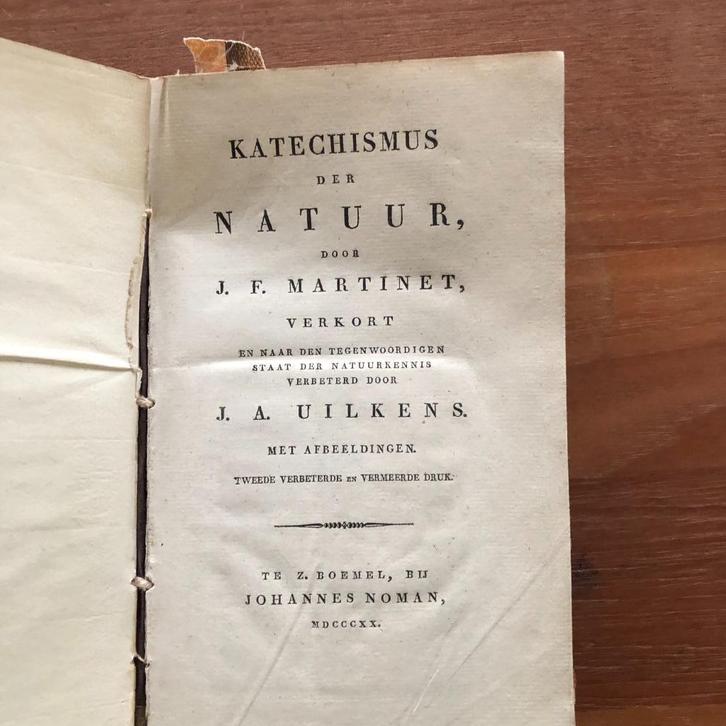 KATECHISMUS
DER
NATUUR,
DOOR
J. F. MARTINET,
VERKORT
EN NAAR DEN TEGENWOORDIGEN
STAAT DER NATUURKENNIS
VERBETERD DOOR
J. A. UILKENS.
MET AFBEELDINGEN.
TWEEDE VERBETERDE EN VERMEERDE DRUK.
TE Z. BOEMEL, BIJ
JOHANNES NOMAN,
MDCCCXX.